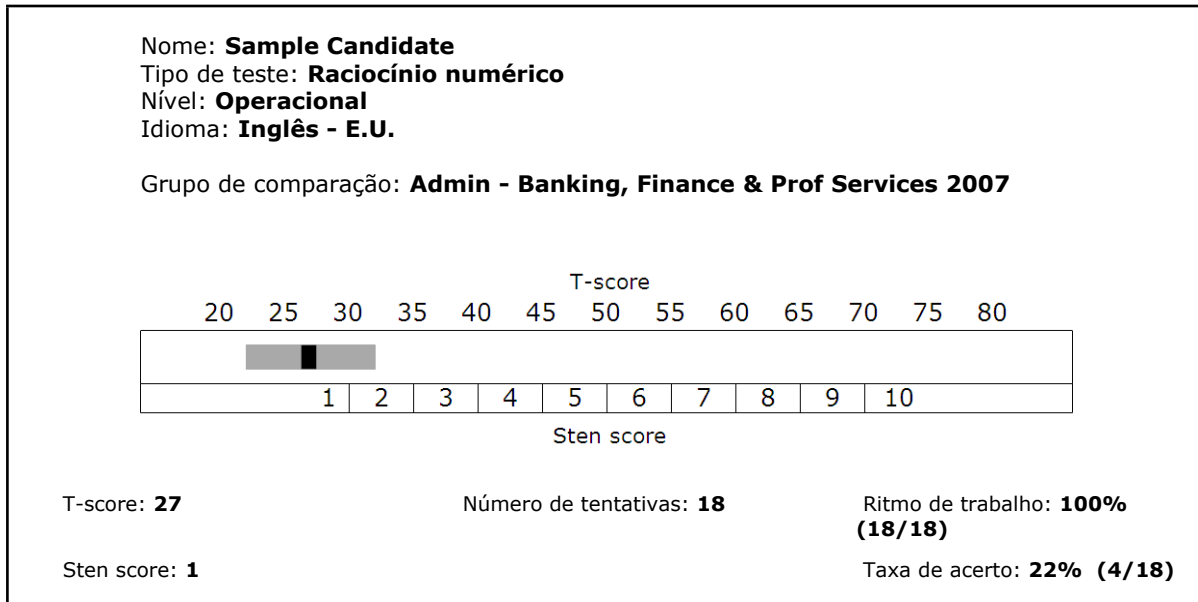 Nome: Sample Candidate
Tipo de teste: Raciocínio numérico
Nível: Operacional
Idioma: Inglês - E.U.
Grupo de comparação: Admin - Banking, Finance & Prof Services 2007
T-score
20 25 30 35 40 45 50 55 60 65 70 75 80
1 2 3 4 5 6 7 8 9 10
Sten score
T-score: 27 Número de tentativas: 18 Ritmo de trabalho: 100%
(18/18)
Sten score: 1 Taxa de acerto: 22% (4/18)